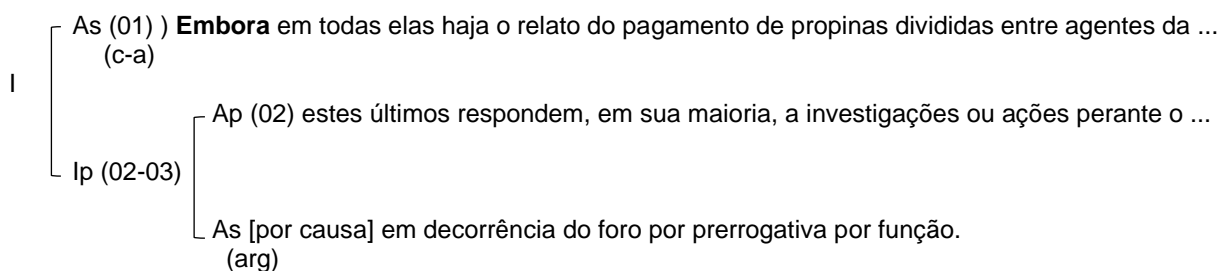 As (01) ) Embora em todas elas haja o relato do pagamento de propinas divididas entre agentes da ...
(c-a)
I
Ap (02) estes últimos respondem, em sua maioria, a investigações ou ações perante o ...
Ip (02-03)
As [por causa] em decorrência do foro por prerrogativa por função.
(arg)